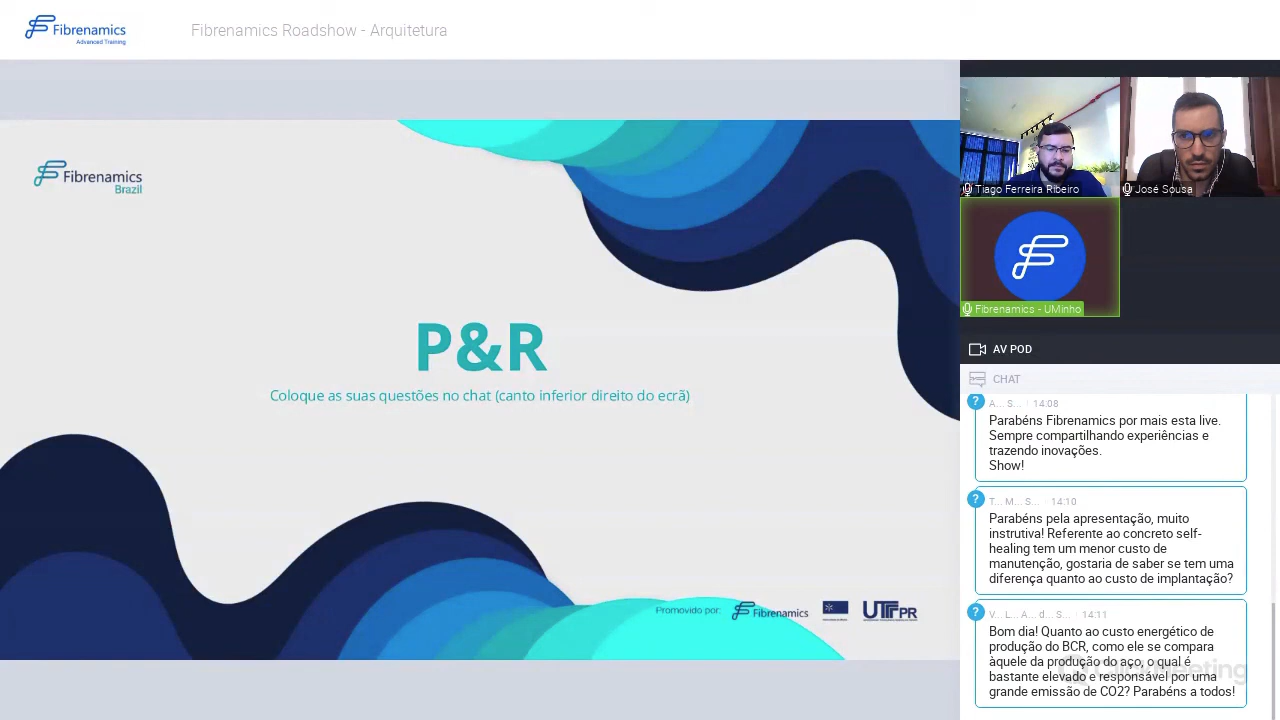 Fibrenamics
Advanced Training
Fibrenamics Roadshow - Arquitetura
Fibrenamics
Brazil
P&R
Coloque as suas questões no chat (canto inferior direito do ecrã)
Promovido por:
Fibrenamics
UTFPR
Tiago Ferreira Ribeiro
José Sousa
Fibrenamics - UMinho
AV POD
CHAT
A... S... 14:08
Parabéns Fibrenamics por mais esta live.
Sempre compartilhando experiências e
trazendo inovações.
Show!
T... M... S... 14:10
Parabéns pela apresentação, muito
instrutiva! Referente ao concreto self-
healing tem um menor custo de
manutenção, gostaria de saber se tem uma
diferença quanto ao custo de implantação?
V... L... A... d... S... 14:11
Bom dia! Quanto ao custo energético de
produção do BCR, como ele se compara
àquele da produção do aço, o qual é
bastante elevado e responsável por uma
grande emissão de CO2? Parabéns a todos!